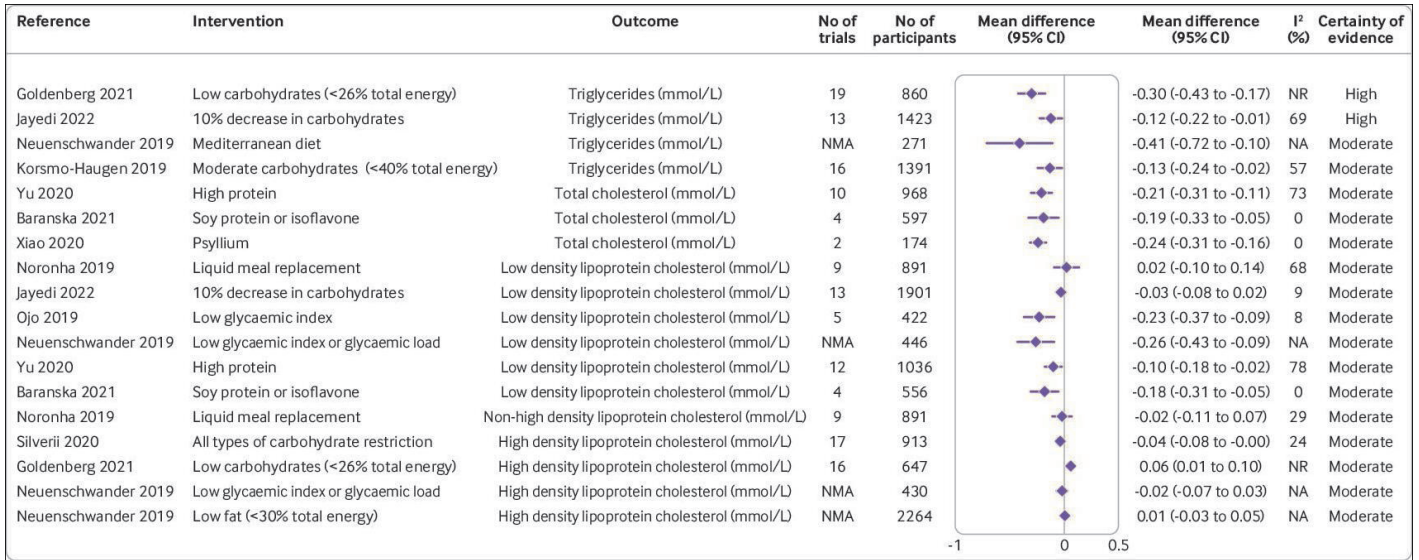 Reference Intervention Outcome No of trials No of participants Mean difference (95% CI) Mean difference (95% CI) I² (%) Certainty of evidence
Goldenberg 2021 Low carbohydrates (<26% total energy) Triglycerides (mmol/L) 19 860 -0.30 (-0.43 to -0.17) NR High
Jayedi 2022 10% decrease in carbohydrates Triglycerides (mmol/L) 13 1423 -0.12 (-0.22 to -0.01) 69 High
Neuenschwander 2019 Mediterranean diet Triglycerides (mmol/L) NMA 271 -0.41 (-0.72 to -0.10) NA Moderate
Korsmo-Haugen 2019 Moderate carbohydrates (<40% total energy) Triglycerides (mmol/L) 16 1391 -0.13 (-0.24 to -0.02) 57 Moderate
Yu 2020 High protein Total cholesterol (mmol/L) 10 968 -0.21 (-0.31 to -0.11) 73 Moderate
Baranska 2021 Soy protein or isoflavone Total cholesterol (mmol/L) 4 597 -0.19 (-0.33 to -0.05) 0 Moderate
Xiao 2020 Psyllium Total cholesterol (mmol/L) 2 174 -0.24 (-0.31 to -0.16) 0 Moderate
Noronha 2019 Liquid meal replacement Low density lipoprotein cholesterol (mmol/L) 9 891 0.02 (-0.10 to 0.14) 68 Moderate
Jayedi 2022 10% decrease in carbohydrates Low density lipoprotein cholesterol (mmol/L) 13 1901 -0.03 (-0.08 to 0.02) 9 Moderate
Ojo 2019 Low glycaemic index Low density lipoprotein cholesterol (mmol/L) 5 422 -0.23 (-0.37 to -0.09) 8 Moderate
Neuenschwander 2019 Low glycaemic index or glycaemic load Low density lipoprotein cholesterol (mmol/L) NMA 446 -0.26 (-0.43 to -0.09) NA Moderate
Yu 2020 High protein Low density lipoprotein cholesterol (mmol/L) 12 1036 -0.10 (-0.18 to -0.02) 78 Moderate
Baranska 2021 Soy protein or isoflavone Low density lipoprotein cholesterol (mmol/L) 4 556 -0.18 (-0.31 to -0.05) 0 Moderate
Noronha 2019 Liquid meal replacement Non-high density lipoprotein cholesterol (mmol/L) 9 891 -0.02 (-0.11 to 0.07) 29 Moderate
Silverii 2020 All types of carbohydrate restriction High density lipoprotein cholesterol (mmol/L) 17 913 -0.04 (-0.08 to -0.00) 24 Moderate
Goldenberg 2021 Low carbohydrates (<26% total energy) High density lipoprotein cholesterol (mmol/L) 16 647 0.06 (0.01 to 0.10) NR Moderate
Neuenschwander 2019 Low glycaemic index or glycaemic load High density lipoprotein cholesterol (mmol/L) NMA 430 -0.02 (-0.07 to 0.03) NA Moderate
Neuenschwander 2019 Low fat (<30% total energy) High density lipoprotein cholesterol (mmol/L) NMA 2264 0.01 (-0.03 to 0.05) NA Moderate
-1 0 0.5